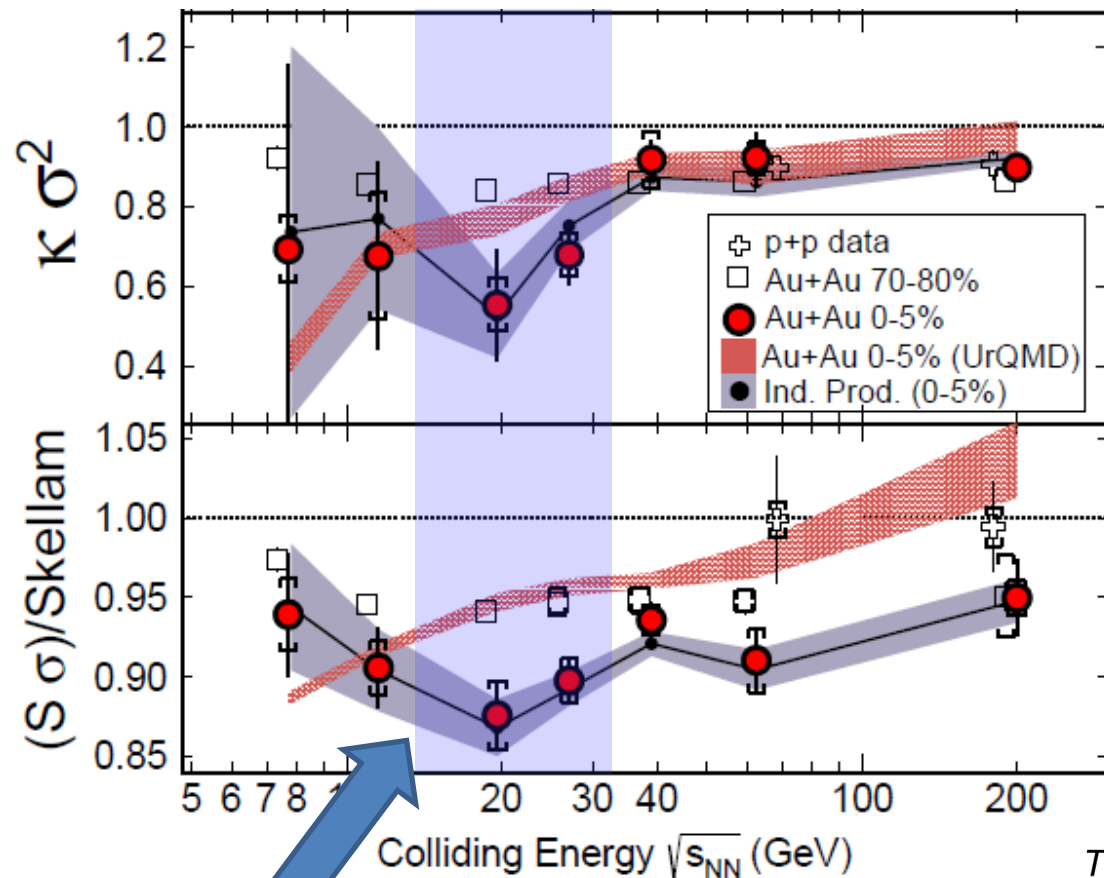 κ σ²
1.2
1.0
0.8
0.6
0.4
p+p data
Au+Au 70-80%
Au+Au 0-5%
Au+Au 0-5% (UrQMD)
Ind. Prod. (0-5%)
(S σ)/Skellam
1.05
1.00
0.95
0.90
0.85
5 6 7 8 20 30 40 100 200
Colliding Energy √sNN (GeV)
T